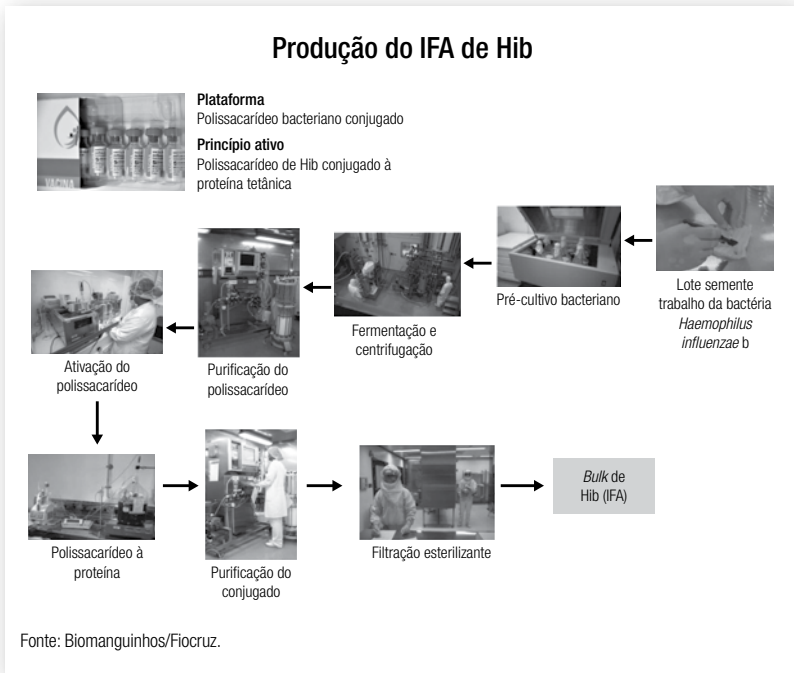 Produção do IFA de Hib
VACINA
Plataforma
Polissacarídeo bacteriano conjugado
Princípio ativo
Polissacarídeo de Hib conjugado à
proteína tetânica
Lote semente
trabalho da bactéria
Haemophilus
influenzae b
Pré-cultivo bacteriano
Fermentação e
centrifugação
Purificação do
polissacarídeo
Ativação do
polissacarídeo
Polissacarídeo à
proteína
Purificação do
conjugado
Filtração esterilizante
Bulk de
Hib (IFA)
Fonte: Biomanguinhos/Fiocruz.